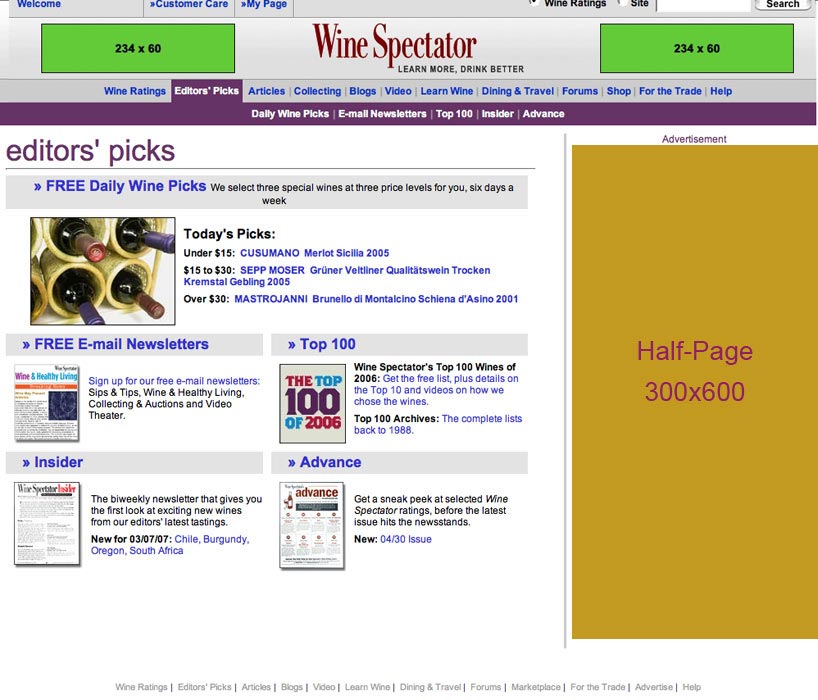 Welcome »Customer Care »My Page Wine Ratings Site Search
234 x 60
Wine Spectator
LEARN MORE, DRINK BETTER
234 x 60
Wine Ratings Editors' Picks Articles | Collecting | Blogs | Video | Learn Wine | Dining & Travel | Forums | Shop | For the Trade | Help
Daily Wine Picks | E-mail Newsletters | Top 100 | Insider | Advance
editors' picks
» FREE Daily Wine Picks We select three special wines at three price levels for you, six days a
week
Today's Picks:
Under $15: CUSUMANO Merlot Sicilia 2005
$15 to $30: SEPP MOSER Grüner Veltliner Qualitätswein Trocken
Kremstal Gebling 2005
Over $30: MASTROJANNI Brunello di Montalcino Schiena d'Asino 2001
» FREE E-mail Newsletters
Wine Spectator
Wine & Healthy Living
Sign up for our free e-mail newsletters:
Sips & Tips, Wine & Healthy Living,
Collecting & Auctions and Video
Theater.
» Top 100
THE TOP
100
OF 2006
Wine Spectator's Top 100 Wines of
2006: Get the free list, plus details on
the Top 10 and videos on how we
chose the wines.
Top 100 Archives: The complete lists
back to 1988.
» Insider
Wine Spectator Insider
The biweekly newsletter that gives you
the first look at exciting new wines
from our editors' latest tastings.
New for 03/07/07: Chile, Burgundy,
Oregon, South Africa
» Advance
advance
Get a sneak peek at selected Wine
Spectator ratings, before the latest
issue hits the newsstands.
New: 04/30 Issue
Advertisement
Half-Page
300x600
Wine Ratings | Editors' Picks | Articles | Blogs | Video | Learn Wine | Dining & Travel | Forums | Marketplace | For the Trade | Advertise | Help